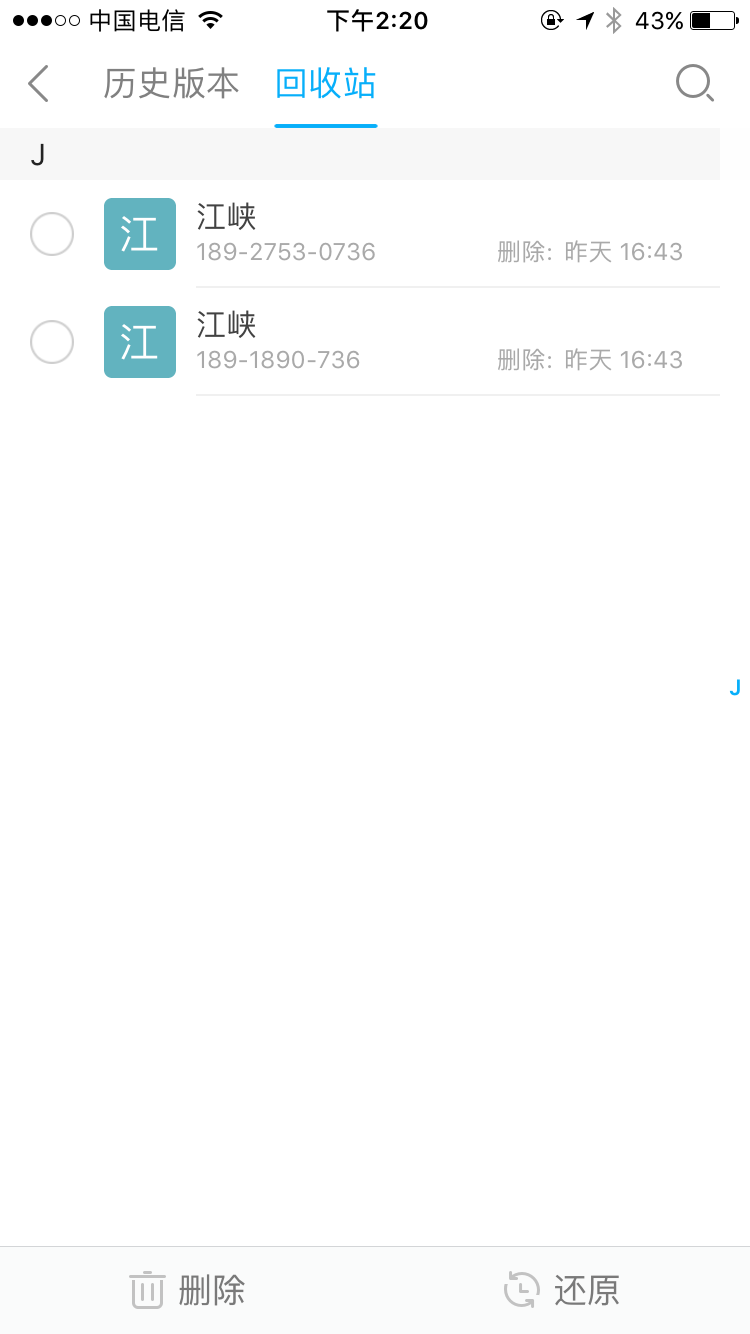 中国电信 下午2:20 43%
历史版本 回收站
J
江 江峡
189-2753-0736 删除: 昨天 16:43
江 江峡
189-1890-736 删除: 昨天 16:43
J
删除 还原